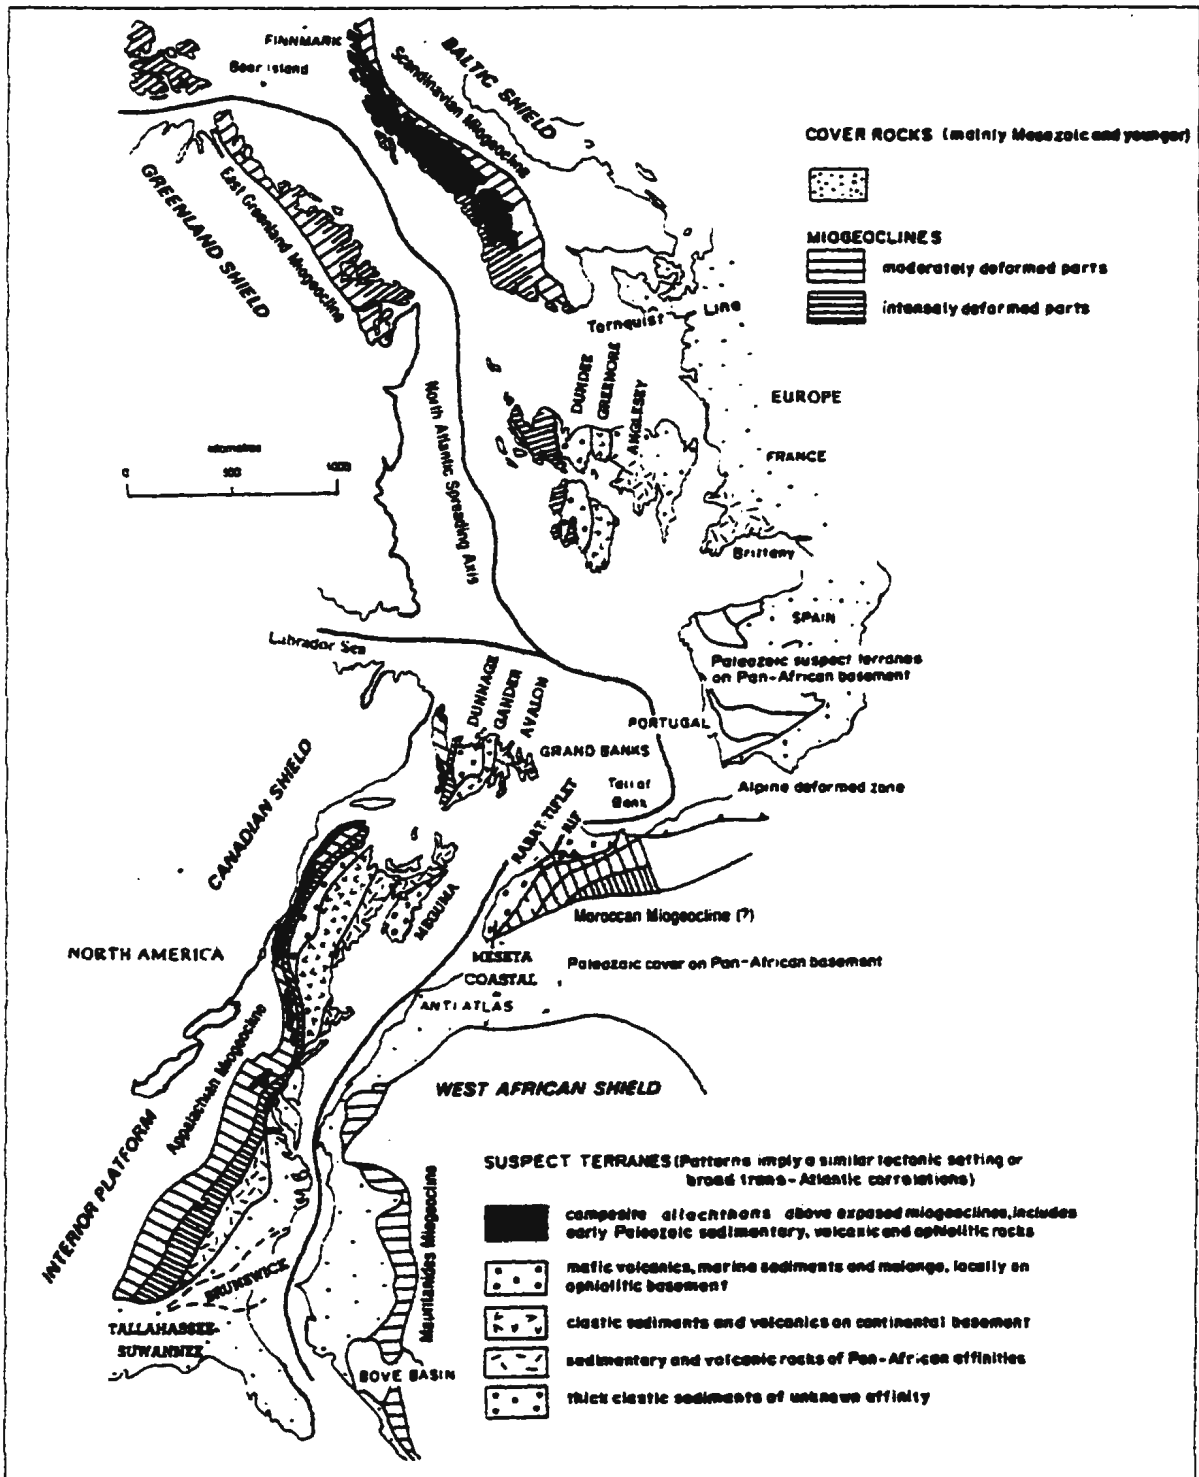 FINNMARK
Bear Island
BALTIC SHIELD
Scandinavian Miogeocline
GREENLAND SHIELD
East Greenland Miogeocline
COVER ROCKS (mainly Mesozoic and younger)
MIOGEOCLINES
moderately deformed parts
intensely deformed parts
Tornquist Line
kilometres
0 500 1000
North Atlantic Spreading Axis
DUNDEE
GREENORE
ANGLESEY
EUROPE
FRANCE
Brittany
SPAIN
Paleozoic suspect terranes
on Pan-African basement
PORTUGAL
Alpine deformed zone
Labrador Sea
DUNNAGE
GANDER
AVALON
GRAND BANKS
Tail of
Bank
CANADIAN SHIELD
RABAT-TIFLET
RIF
MEGUMA
Moroccan Miogeocline (?)
NORTH AMERICA
MESETA
COASTAL
Paleozoic cover on Pan-African basement
ANTI ATLAS
Appalachian Miogeocline
WEST AFRICAN SHIELD
INTERIOR PLATFORM
Mauritanides Miogeocline
BRUNSWICK
TALLAHASSEE-
SUWANNEE
BOVE BASIN
SUSPECT TERRANES (Patterns imply a similar tectonic setting or
broad trans-Atlantic correlations)
composite allochthons above exposed miogeoclines, includes
early Paleozoic sedimentary, volcanic and ophiolitic rocks
mafic volcanics, marine sediments and melange, locally on
ophiolitic basement
clastic sediments and volcanics on continental basement
sedimentary and volcanic rocks of Pan-African affinities
thick clastic sediments of unknown affinity